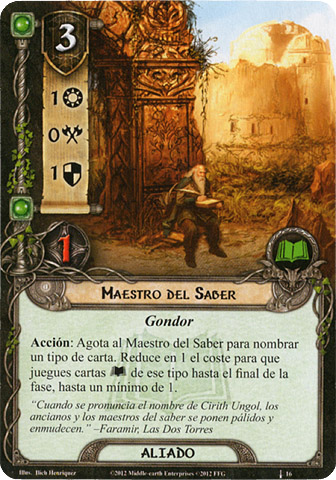 3
1
0
1
1
MAESTRO DEL SABER
Gondor
Acción: Agota al Maestro del Saber para nombrar
un tipo de carta. Reduce en 1 el coste para que
juegues cartas de ese tipo hasta el final de la
fase, hasta un mínimo de 1.
“Cuando se pronuncia el nombre de Cirith Ungol, los
ancianos y los maestros del saber se ponen pálidos y
enmudecen.” –Faramir, Las Dos Torres
ALIADO
Illus. Bich Henriquez
©2012 Middle-earth Enterprises ©2012 FFG
16